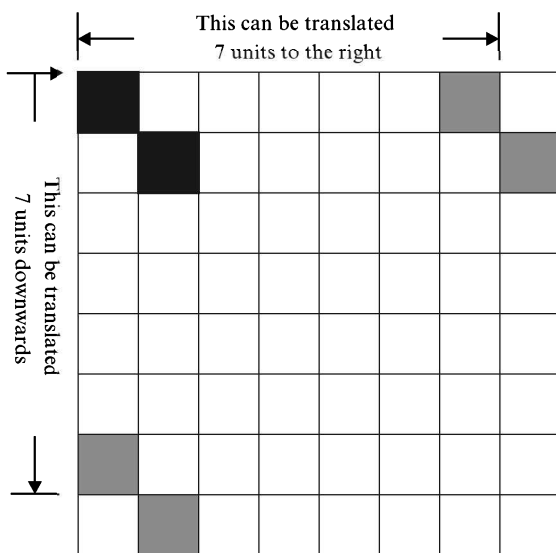 This can be translated
7 units to the right
This can be translated
7 units downwards